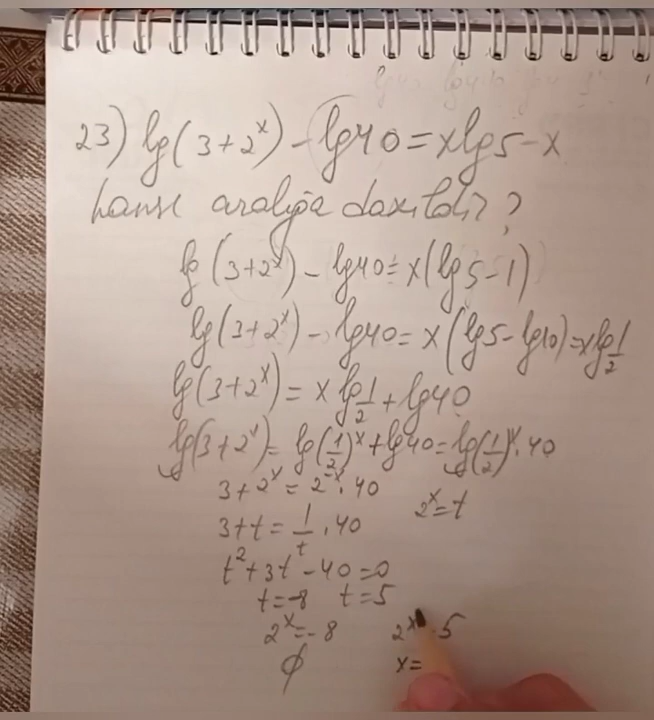 23) lg(3+2^x) - lg40 = xlg5 - x
hansı aralığa daxildir?
lg(3+2^x) - lg40 = x(lg5-1)
lg(3+2^x) - lg40 = x(lg5-lg10) = xlg 1/2
lg(3+2^x) = x lg 1/2 + lg40
lg(3+2^x) = lg(1/2)^x + lg40 = lg(1/2)^x · 40
3+2^x = 2^-x · 40
2^x = t
3+t = 1/t · 40
t^2+3t-40=0
t=-8 t=5
2^x=-8 2^x 5
∅ x=